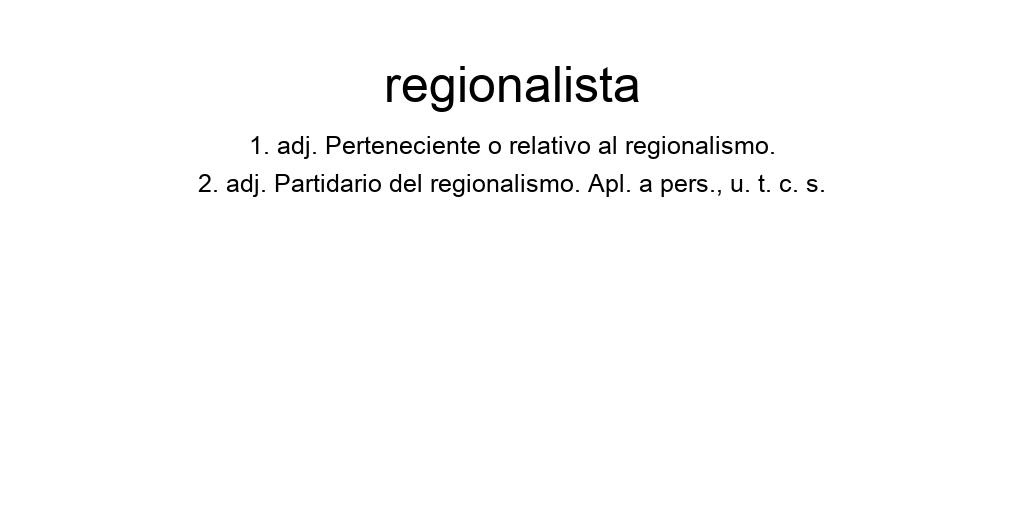 regionalista
1. adj. Perteneciente o relativo al regionalismo.
2. adj. Partidario del regionalismo. Apl. a pers., u. t. c. s.